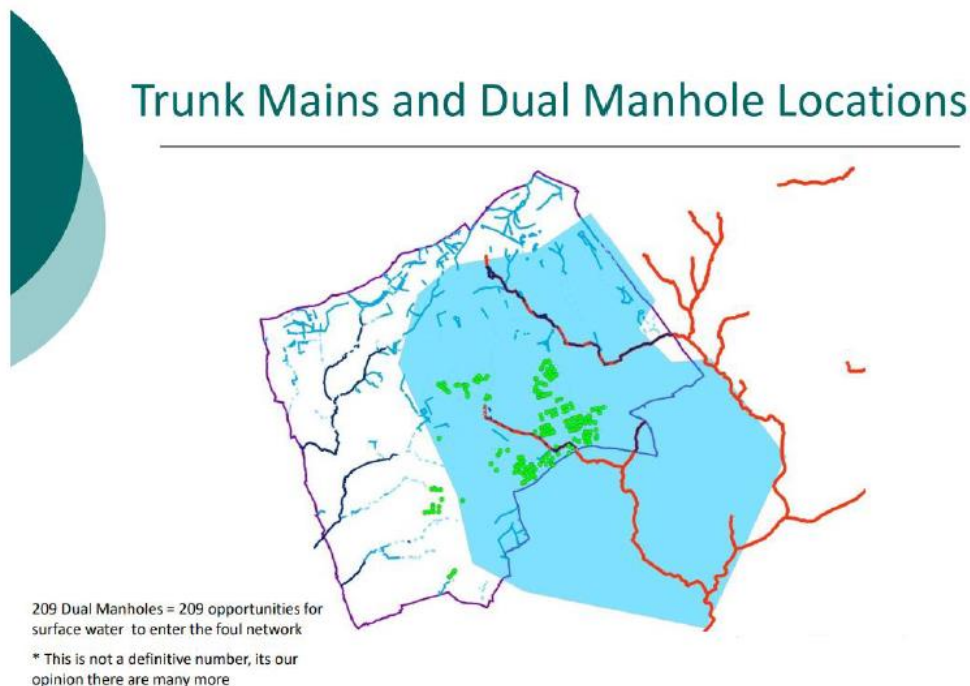 Trunk Mains and Dual Manhole Locations
209 Dual Manholes = 209 opportunities for
surface water to enter the foul network
* This is not a definitive number, its our
opinion there are many more